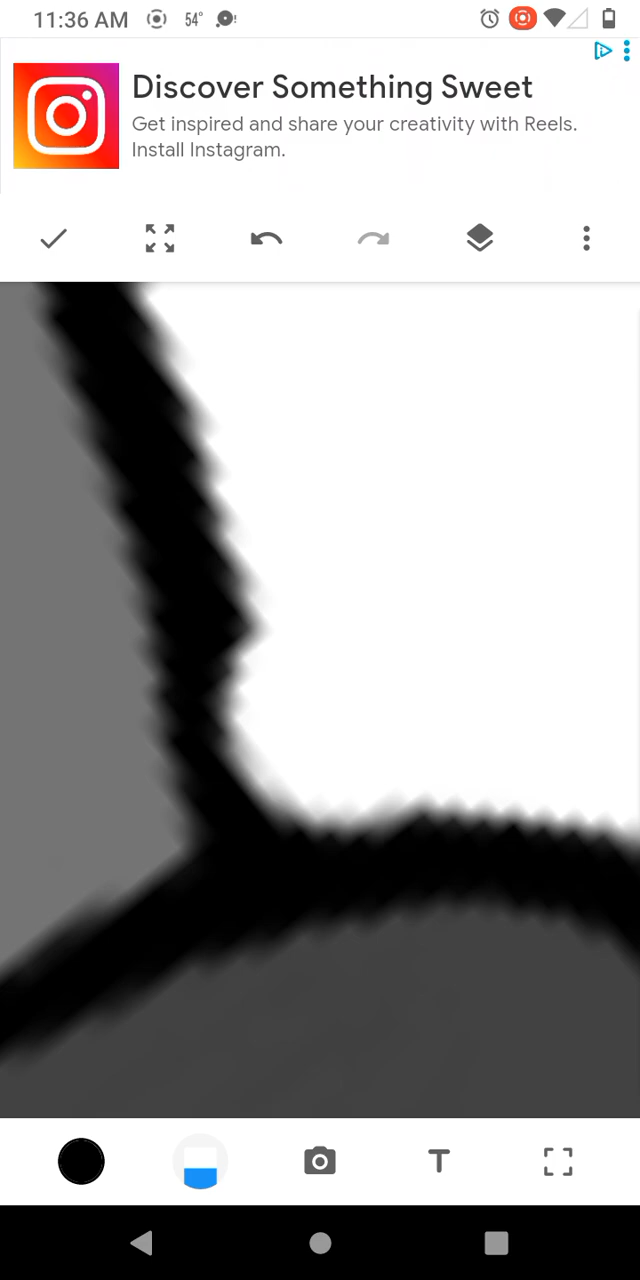 11:36 AM 54°
Discover Something Sweet
Get inspired and share your creativity with Reels.
Install Instagram.
T